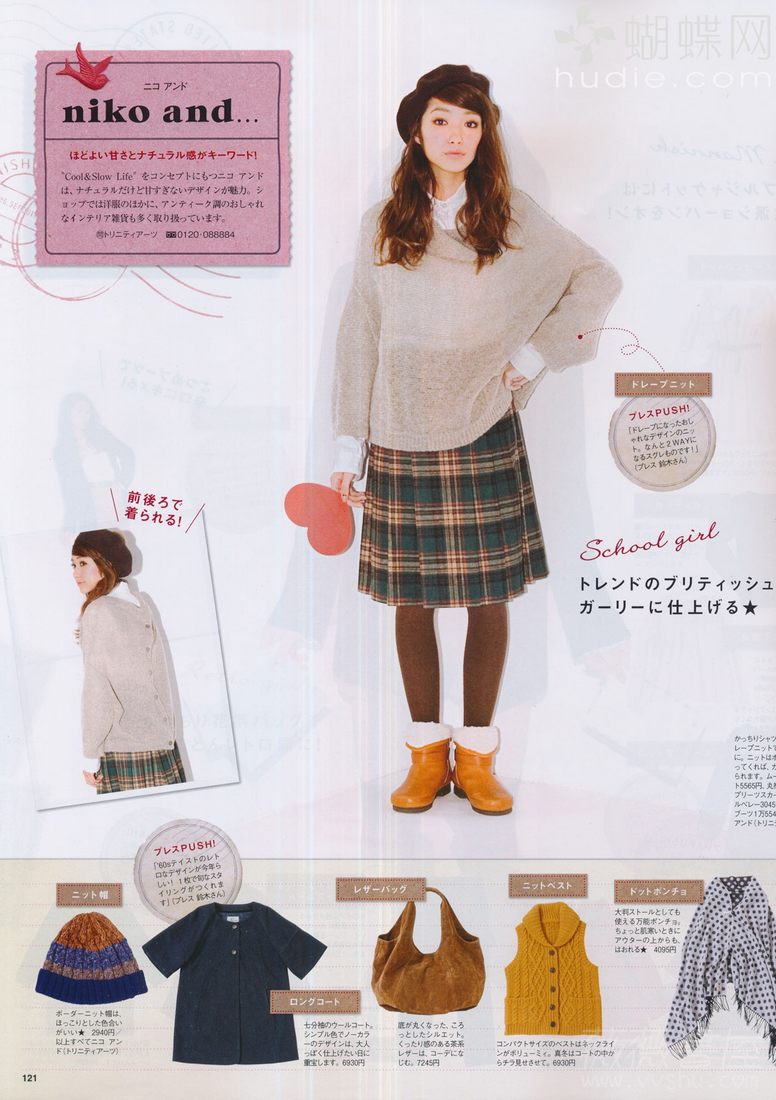 蝴蝶网
hudie.com
ニコ アンド
niko and...
ほどよい甘さとナチュラル感がキーワード!
"Cool&Slow Life" をコンセプトにもつニコ アンド
は、ナチュラルだけど甘すぎないデザインが魅力。シ
ョップでは洋服のほかに、アンティーク調のおしゃれ
なインテリア雑貨も多く取り扱っています。
㉄トリニティアーツ 0120・088884
ドレープニット
プレスPUSH!
「ドレープになったおし
ゃれなデザインのニッ
ト。なんと2WAYに
なるスグレものです!」
(プレス 鈴木さん)
前後ろで
着られる!
School girl
トレンドのブリティッシュ
ガーリーに仕上げる★
かっちりシャツ
レープニットで
に。ニットはボ
ってくれば、カ
られます。ムー
ト5565円、丸
プリーツスカー
ルベレー3045
ブーツ1万554
アンド(トリニテ
プレスPUSH!
「'60sテイストのレト
ロなデザインが今年ら
しい! 1枚で旬なスタ
イリングがつくれま
す」(プレス 鈴木さん)
ニット帽
ボーダーニット帽は、
ほっこりとした色合い
がいい★ 2940円/
以上すべてニコ アン
ド(トリニティアーツ)
ロングコート
七分袖のウールコート。
シンプル色でノーカラ
ーのデザインは、大人
っぽく仕上げたい日に
重宝します。6930円
レザーバッグ
底が丸くなった、ころ
っとしたシルエット。
くったり感のある茶系
レザーは、コーデにな
じむ。7245円
ニットベスト
コンパクトサイズのベストはネックライ
ンがボリューミィ。真冬はコートの中か
らチラ見せさせて。6930円
ドットポンチョ
大判ストールとしても
使える万能ポンチョ。
ちょっと肌寒いときに
アウターの上からも、
はおれる★ 4095円
121